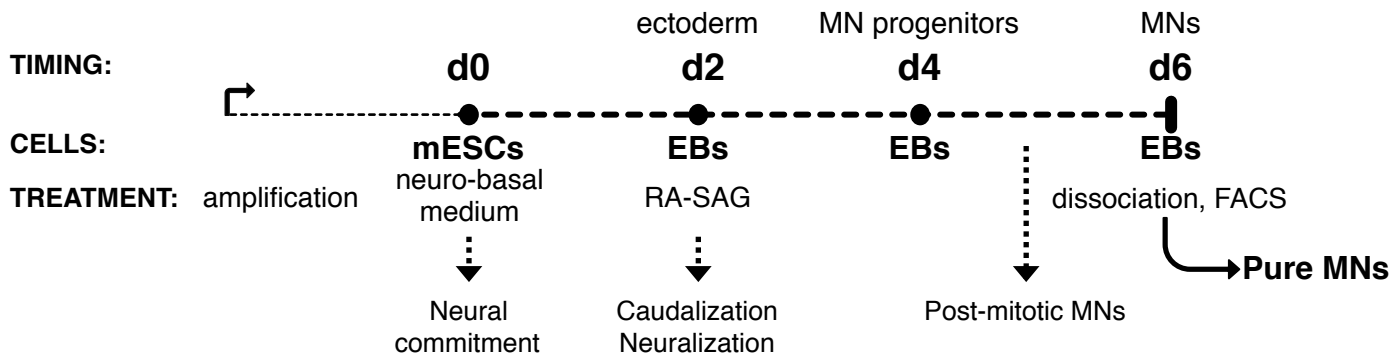 ectoderm MN progenitors MNs
TIMING: d0 d2 d4 d6
CELLS: mESCs EBs EBs EBs
TREATMENT: amplification neuro-basal medium RA-SAG dissociation, FACS
Pure MNs
Neural commitment Caudalization Neuralization Post-mitotic MNs